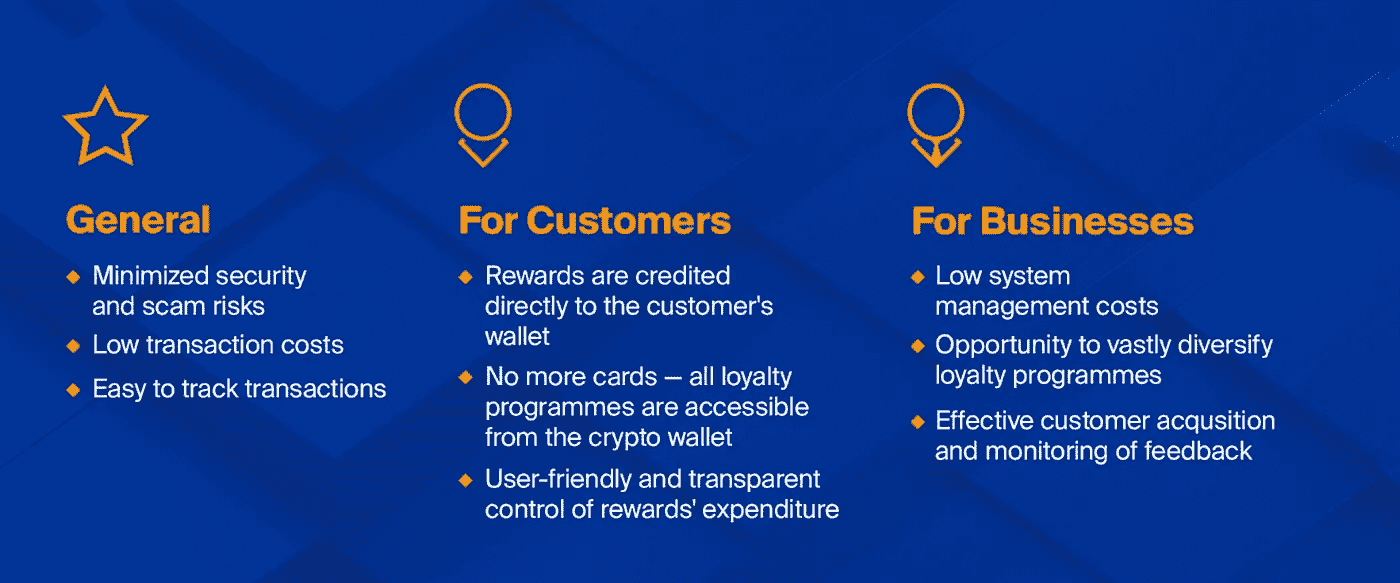 General
Minimized security
and scam risks
Low transaction costs
Easy to track transactions
For Customers
Rewards are credited
directly to the customer's
wallet
No more cards — all loyalty
programmes are accessible
from the crypto wallet
User-friendly and transparent
control of rewards' expenditure
For Businesses
Low system
management costs
Opportunity to vastly diversify
loyalty programmes
Effective customer acqusition
and monitoring of feedback